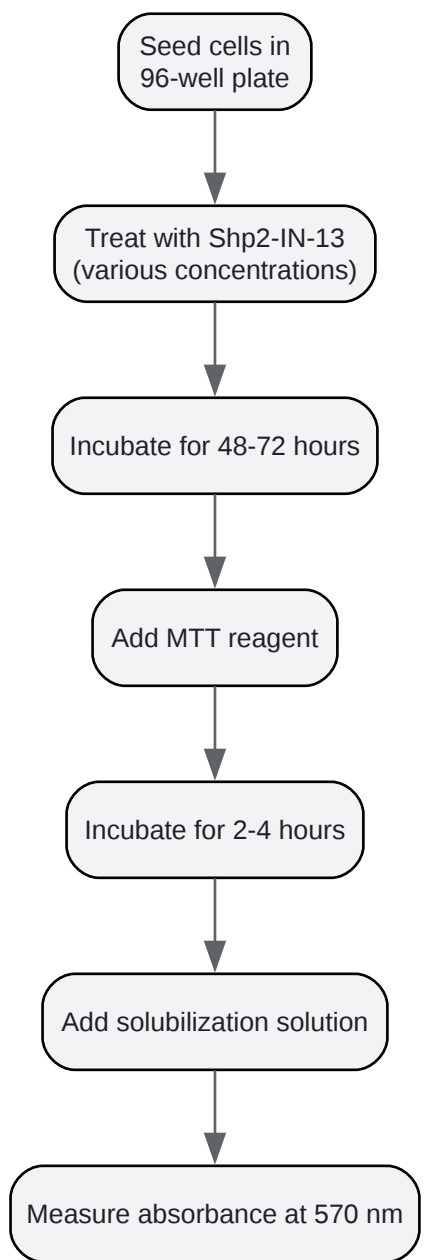 Seed cells in
96-well plate
Treat with Shp2-IN-13
(various concentrations)
Incubate for 48-72 hours
Add MTT reagent
Incubate for 2-4 hours
Add solubilization solution
Measure absorbance at 570 nm